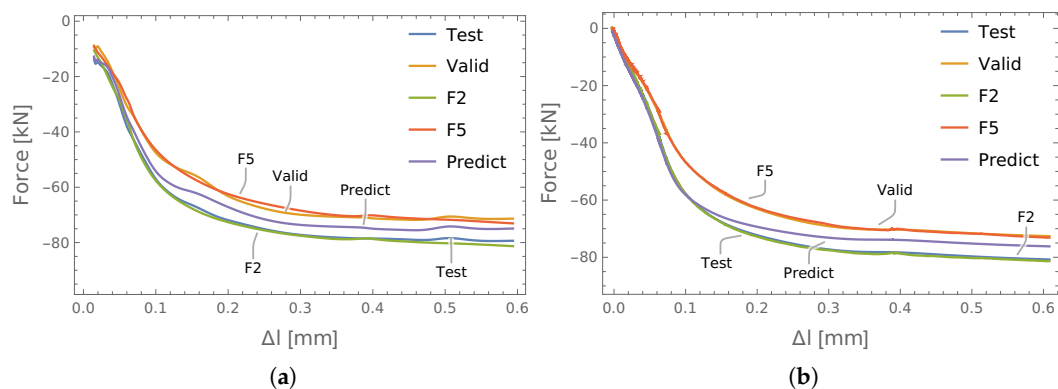 0
-20
-40
-60
-80
Force [kN]
0.0 0.1 0.2 0.3 0.4 0.5 0.6
Δl [mm]
Test
Valid
F2
F5
Predict
F5
Valid
Predict
F2
Test
(a)
0
-20
-40
-60
-80
Force [kN]
0.0 0.1 0.2 0.3 0.4 0.5 0.6
Δl [mm]
Test
Valid
F2
F5
Predict
F5
Valid
F2
Test
Predict
(b)